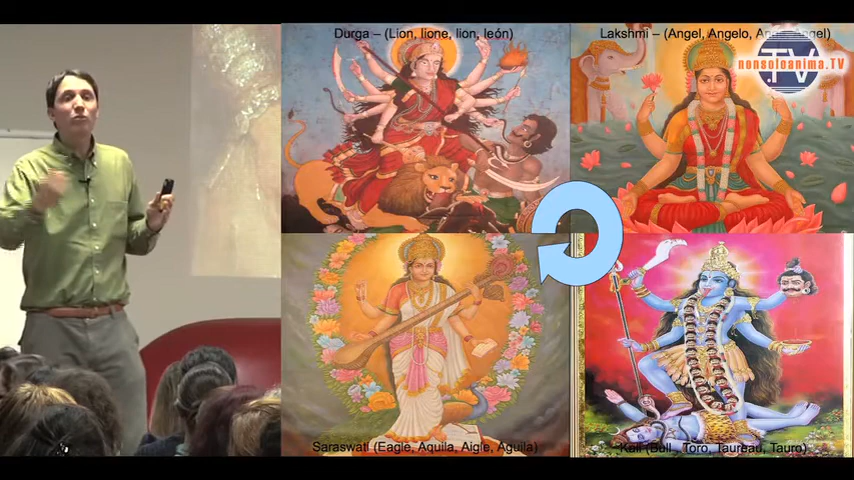 Durga – (Lion, lione, lion, león)
Lakshmi – (Angel, Angelo,
TV
nonsoloanima.TV
Saraswati (Eagle, Aquila, Aigle, Aguila)
Kali (Bull , Toro, Taureau, Tauro)